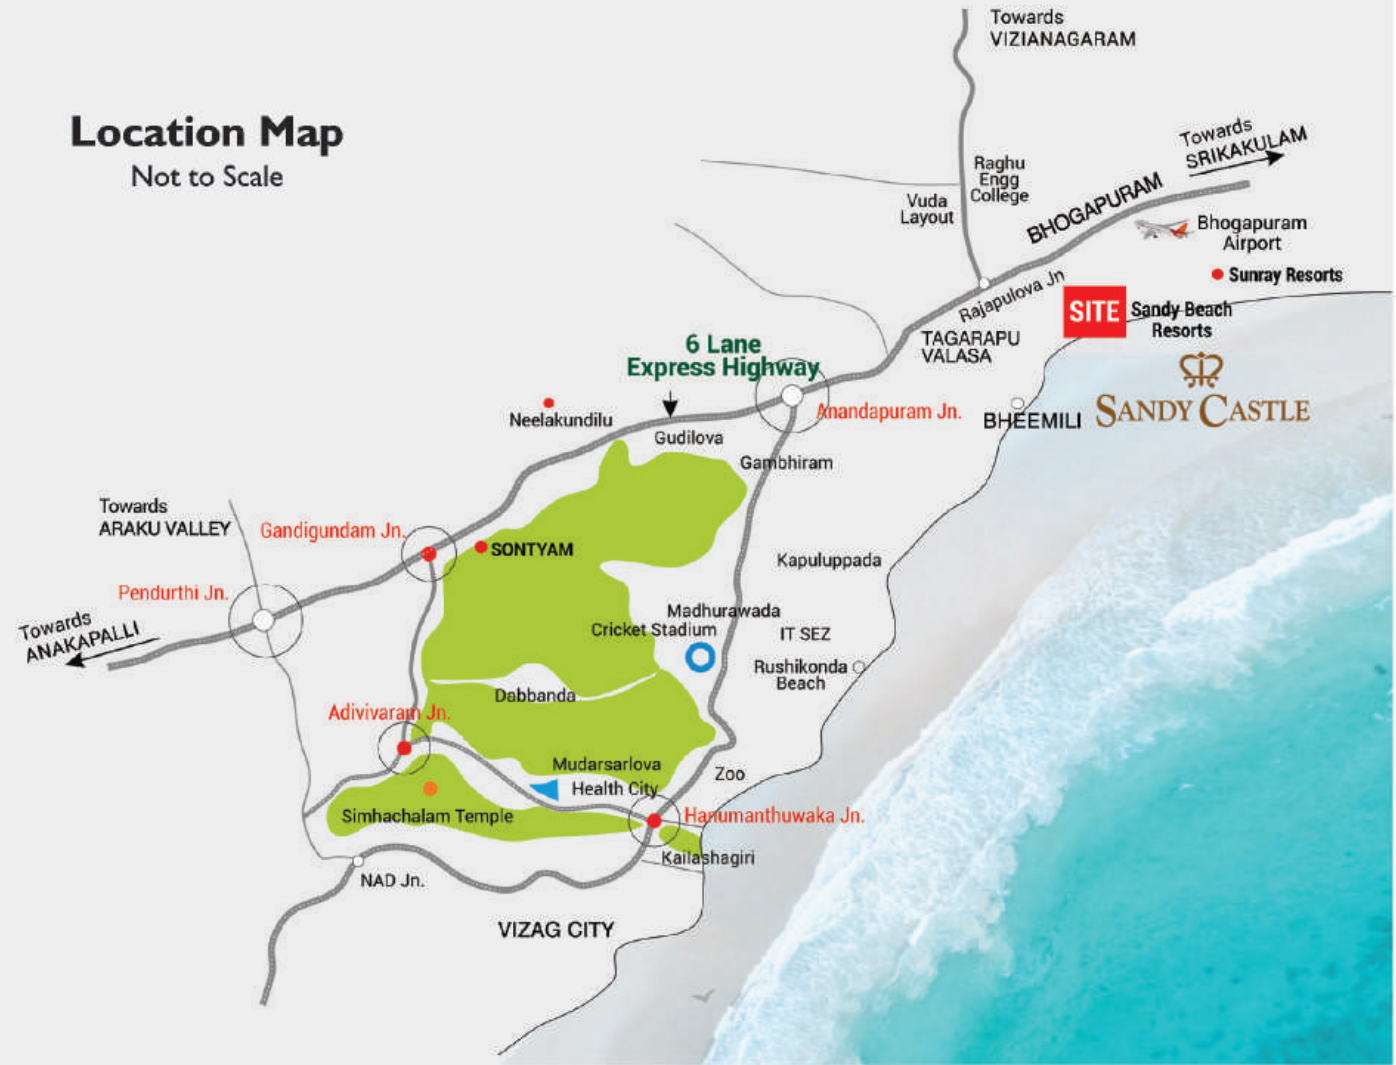 Towards
VIZIANAGARAM
Location Map
Not to Scale
Towards
SRIKAKULAM
Raghu
Engg
College
Vuda
Layout
BHOGAPURAM
Bhogapuram
Airport
Sunray Resorts
Rajapulova Jn
SITE
Sandy Beach
Resorts
TAGARAPU
VALASA
6 Lane
Express Highway
SANDY CASTLE
Anandapuram Jn.
BHEEMILI
Neelakundilu
Gudilova
Gambhiram
Towards
ARAKU VALLEY
Gandigundam Jn.
SONTYAM
Kapuluppada
Pendurthi Jn.
Towards
ANAKAPALLI
Madhurawada
Cricket Stadium
IT SEZ
Rushikonda
Beach
Dabbanda
Adivivaram Jn.
Mudarsarlova
Zoo
Health City
Simhachalam Temple
Hanumanthuwaka Jn.
Kailashagiri
NAD Jn.
VIZAG CITY